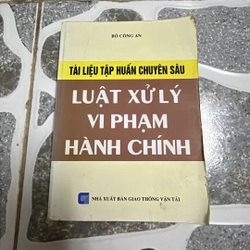 BỘ CÔNG AN
TÀI LIỆU TẬP HUẤN CHUYÊN SÂU
LUẬT XỬ LÝ
VI PHẠM
HÀNH CHÍNH
NHÀ XUẤT BẢN GIAO THÔNG VẬN TẢI